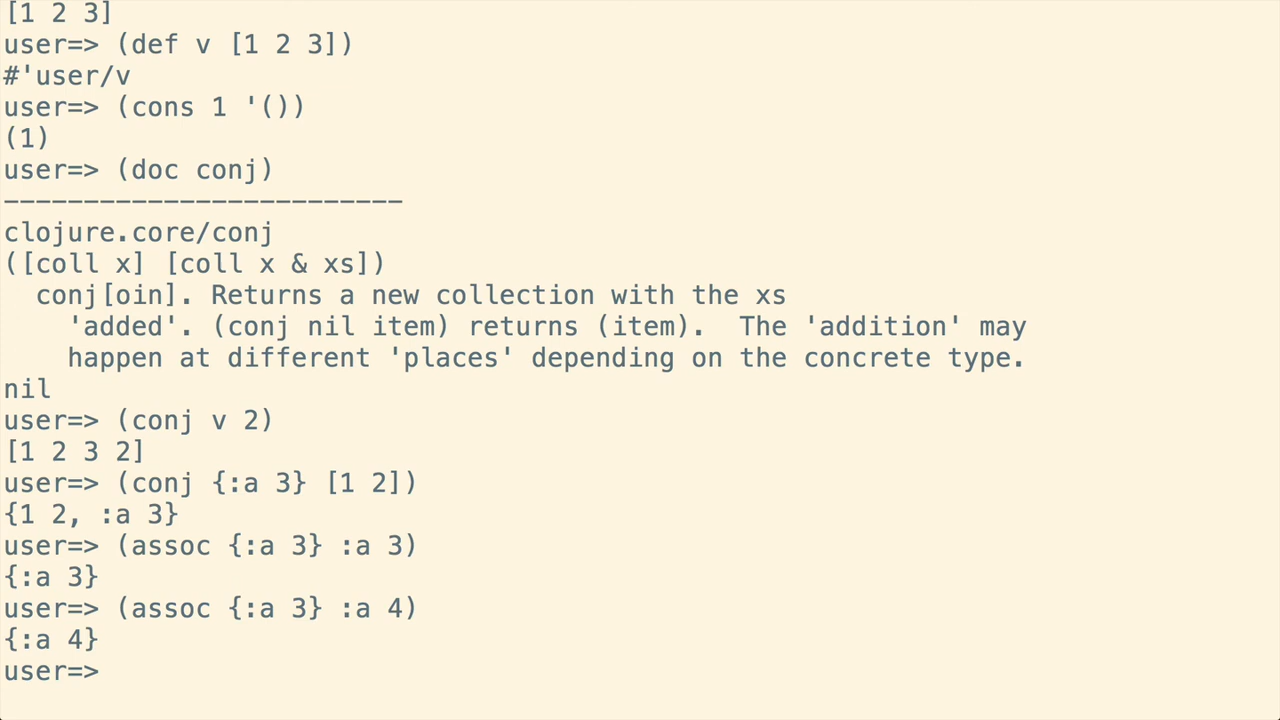 [1 2 3]
user=> (def v [1 2 3])
#'user/v
user=> (cons 1 '())
(1)
user=> (doc conj)
-------------------------
clojure.core/conj
([coll x] [coll x & xs])
  conj[oin]. Returns a new collection with the xs
    'added'. (conj nil item) returns (item).  The 'addition' may
    happen at different 'places' depending on the concrete type.
nil
user=> (conj v 2)
[1 2 3 2]
user=> (conj {:a 3} [1 2])
{1 2, :a 3}
user=> (assoc {:a 3} :a 3)
{:a 3}
user=> (assoc {:a 3} :a 4)
{:a 4}
user=>